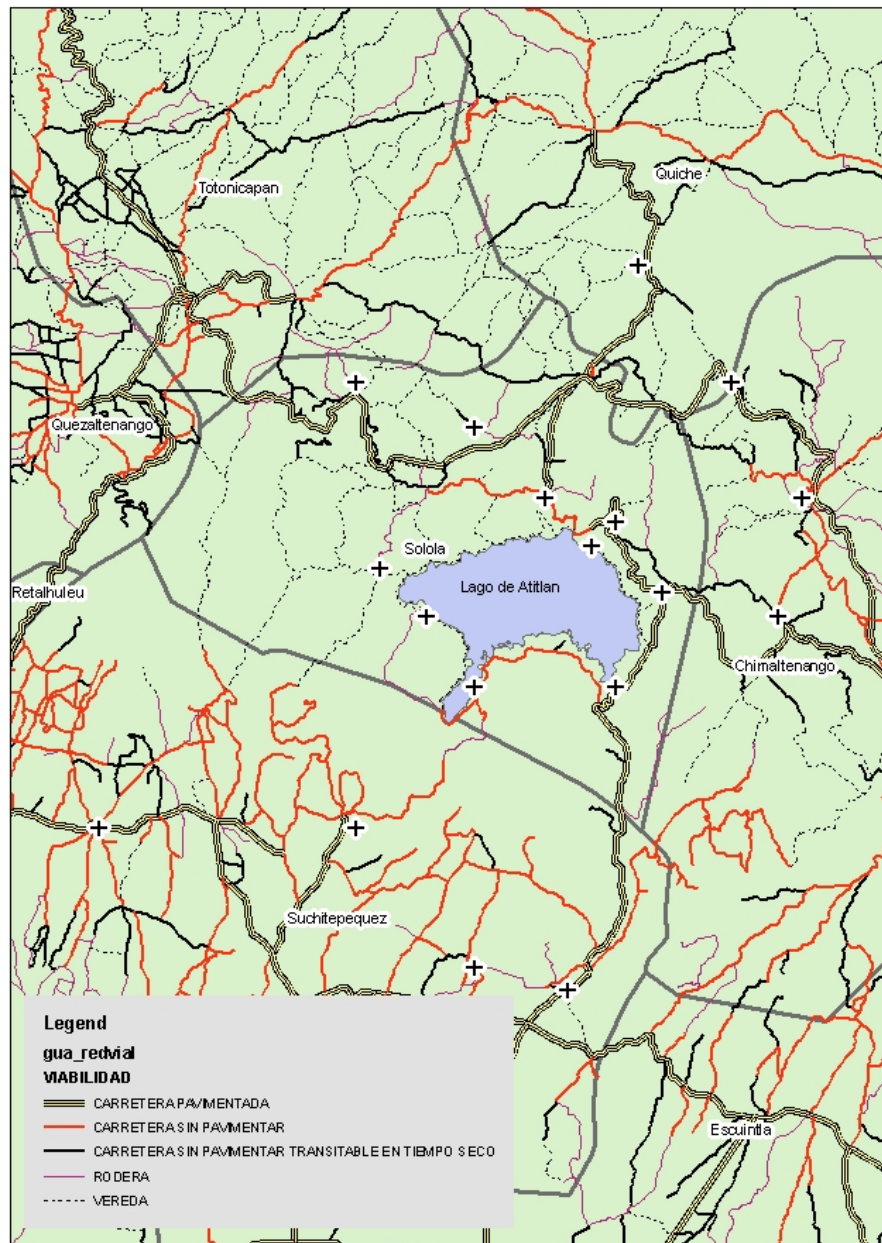 Totonicapan
Quiche
Quezaltenango
Solola
Lago de Atitlan
Retalhuleu
Chimaltenango
Suchitepequez
Escuintla
Legend
gua_redvial
VIABILIDAD
CARRETERA PAVIMENTADA
CARRETERA SIN PAVIMENTAR
CARRETERA SIN PAVIMENTAR TRANSITABLE EN TIEMPO SECO
RODERA
VEREDA